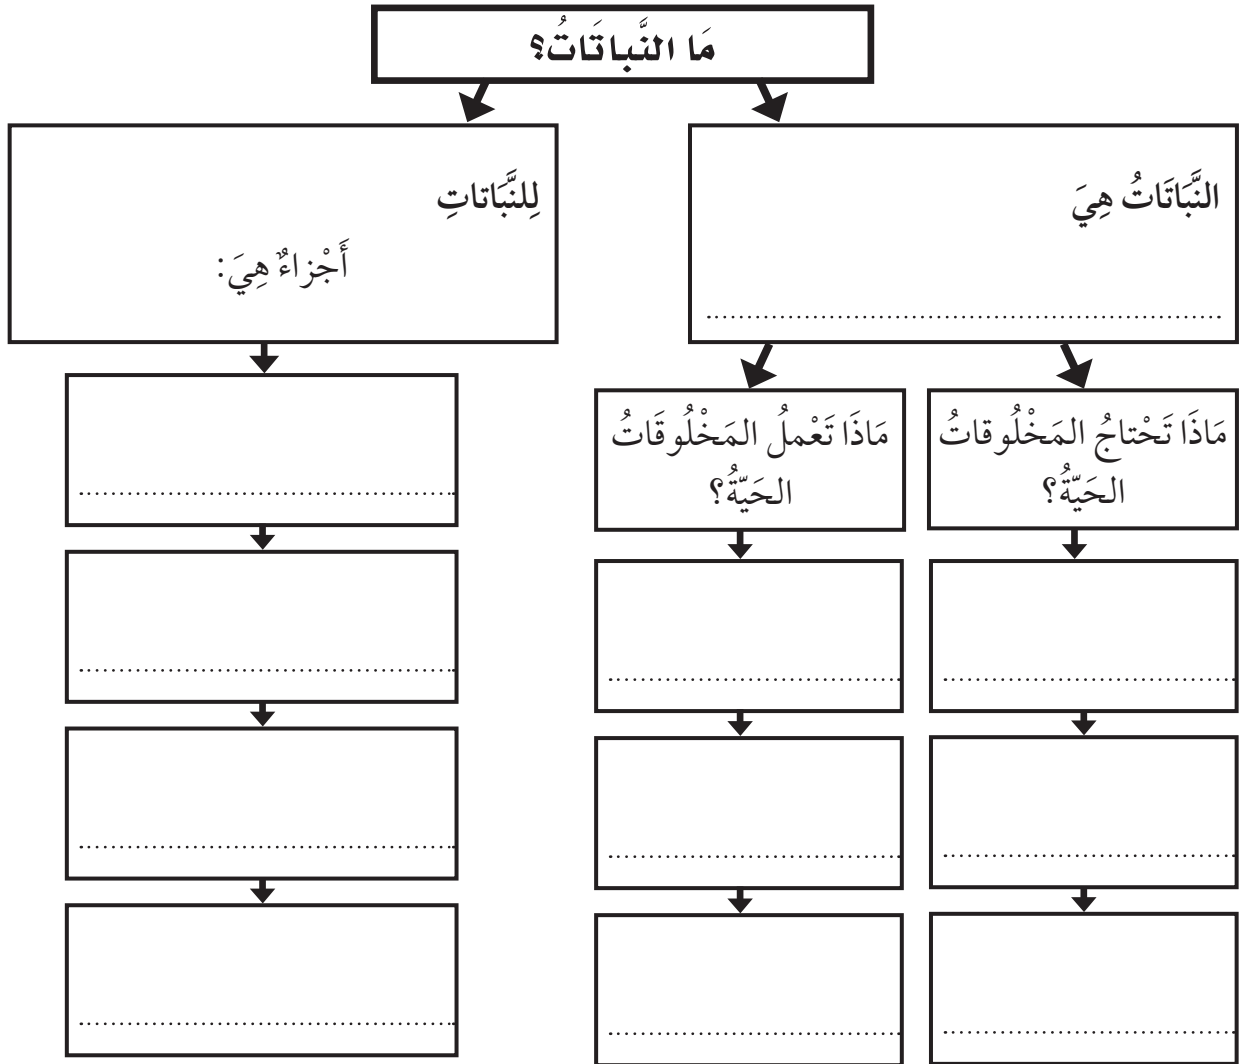 مَا النَّباتَاتُ؟
النَّبَاتَاتُ هِيَ
لِلنَّبَاتاتِ
أَجْزاءٌ هِيَ:
مَاذَا تَحْتاجُ المَخْلُوقاتُ
الحَيّةُ؟
مَاذَا تَعْملُ المَخْلُوقَاتُ
الحَيّةُ؟